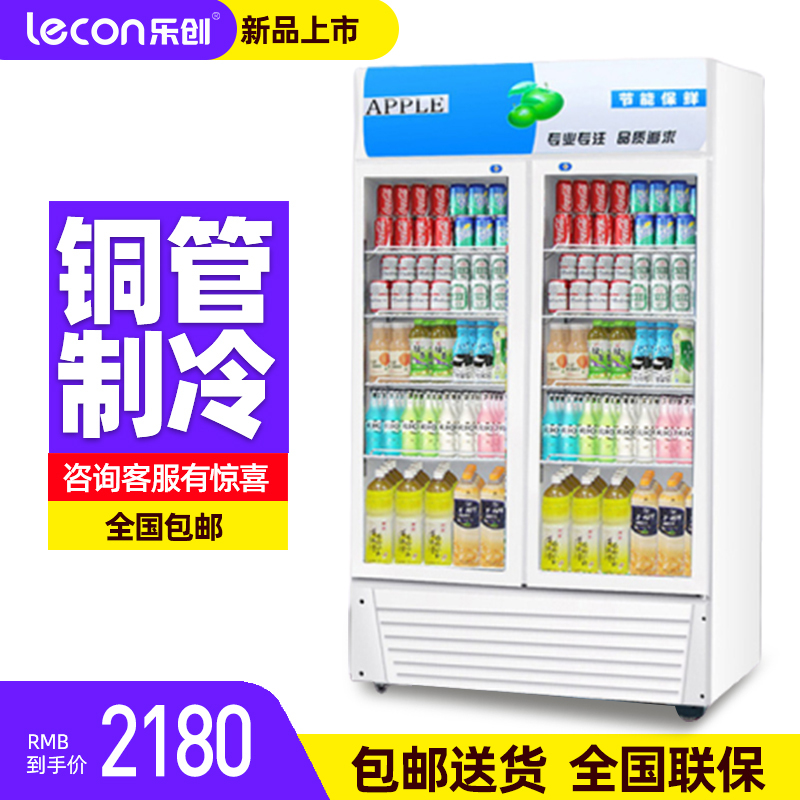 lecon乐创® 新品上市
APPLE
节能保鲜
专业专注 品质追求
铜管
制冷
咨询客服有惊喜
全国包邮
RMB
到手价 2180
包邮送货 全国联保